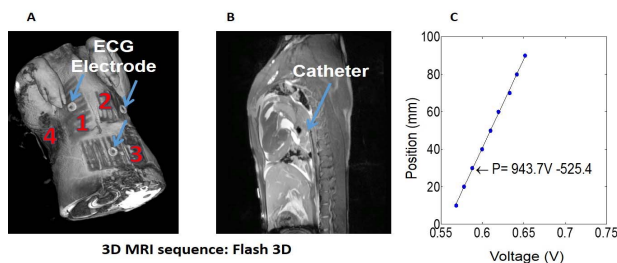 A
B
C
ECG
Electrode
1
2
3
4
Catheter
Position (mm)
100
80
60
40
20
0
0.55
0.6
0.65
0.7
0.75
Voltage (V)
← P= 943.7V -525.4
3D MRI sequence: Flash 3D